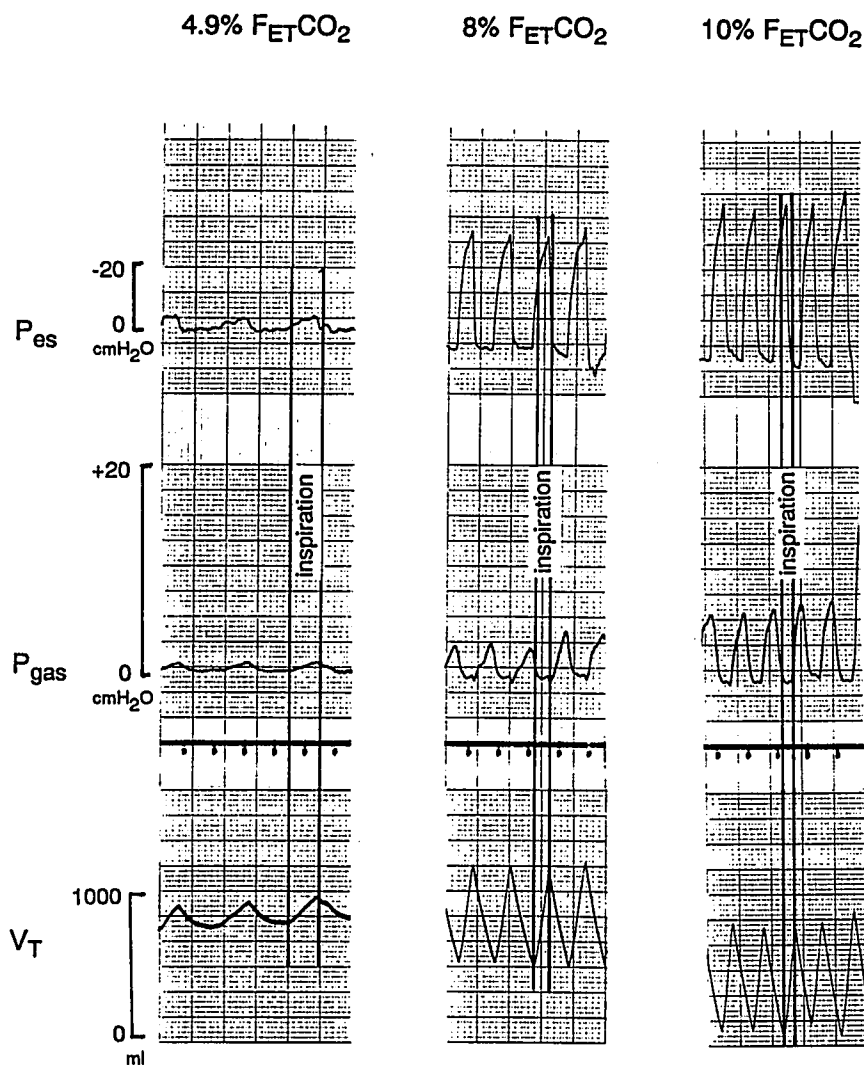 4.9% FETCO2
8% FETCO2
10% FETCO2
-20
Pes
0
cmH2O
+20
inspiration
inspiration
inspiration
Pgas
0
cmH2O
1000
VT
0
ml